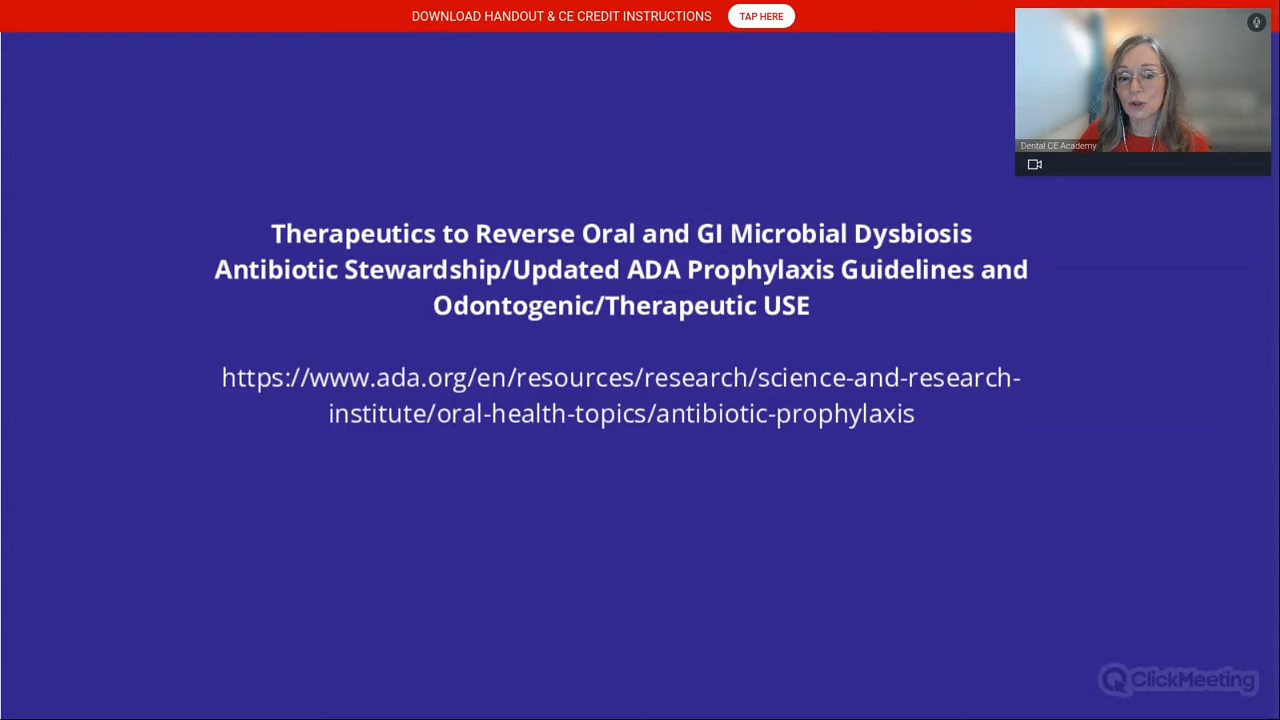 DOWNLOAD HANDOUT & CE CREDIT INSTRUCTIONS TAP HERE
Dental CE Academy
Therapeutics to Reverse Oral and GI Microbial Dysbiosis
Antibiotic Stewardship/Updated ADA Prophylaxis Guidelines and
Odontogenic/Therapeutic USE
https://www.ada.org/en/resources/research/science-and-research-
institute/oral-health-topics/antibiotic-prophylaxis
ClickMeeting